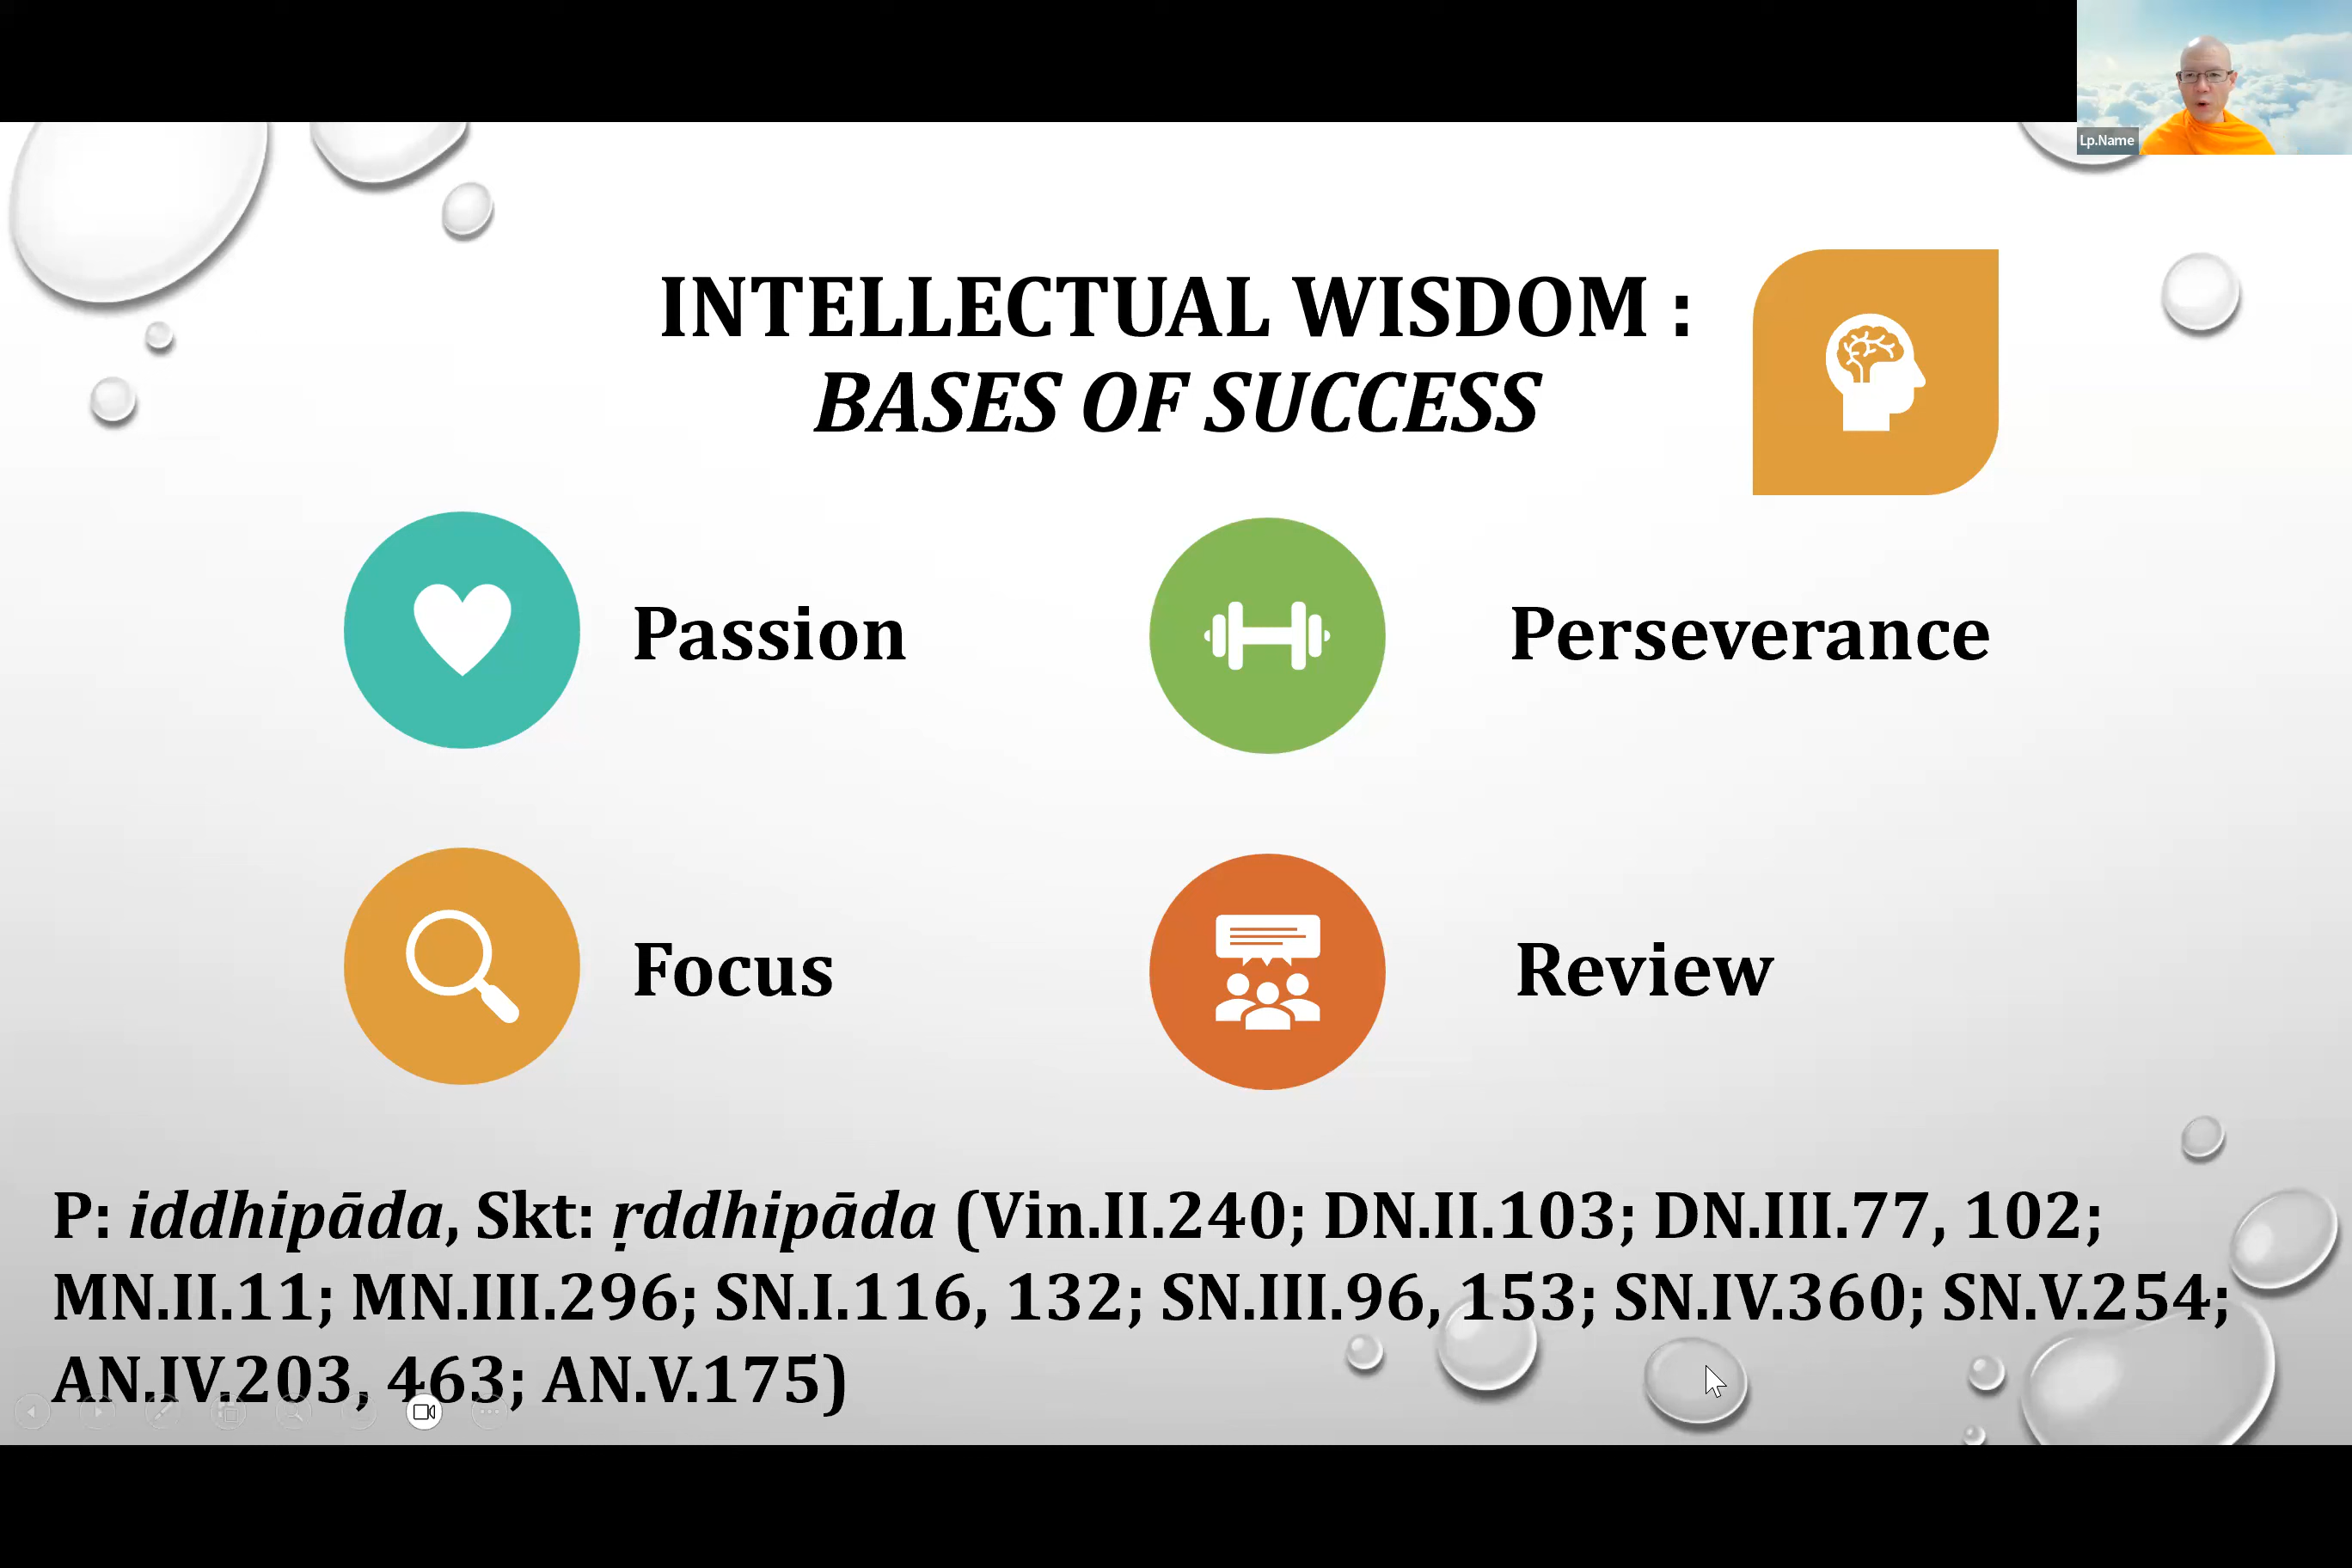 Lp.Name
INTELLECTUAL WISDOM :
BASES OF SUCCESS
Passion
Perseverance
Focus
Review
P: iddhipāda, Skt: ṛddhipāda (Vin.II.240; DN.II.103; DN.III.77, 102;
MN.II.11; MN.III.296; SN.I.116, 132; SN.III.96, 153; SN.IV.360; SN.V.254;
AN.IV.203, 463; AN.V.175)